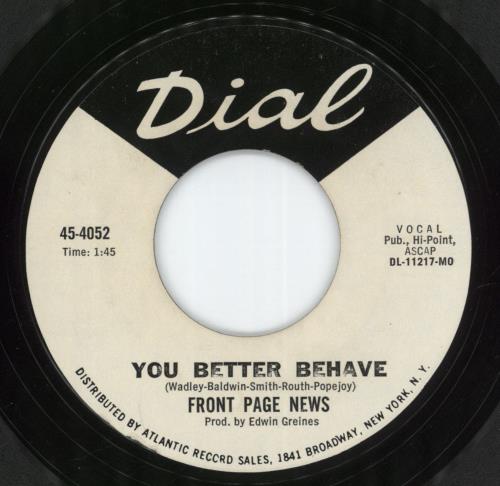 Dial
45-4052
Time: 1:45
VOCAL
Pub., Hi-Point,
ASCAP
DL-11217-MO
YOU BETTER BEHAVE
(Wadley-Baldwin-Smith-Routh-Popejoy)
FRONT PAGE NEWS
Prod. by Edwin Greines
DISTRIBUTED BY ATLANTIC RECORD SALES, 1841 BROADWAY, NEW YORK, N. Y.